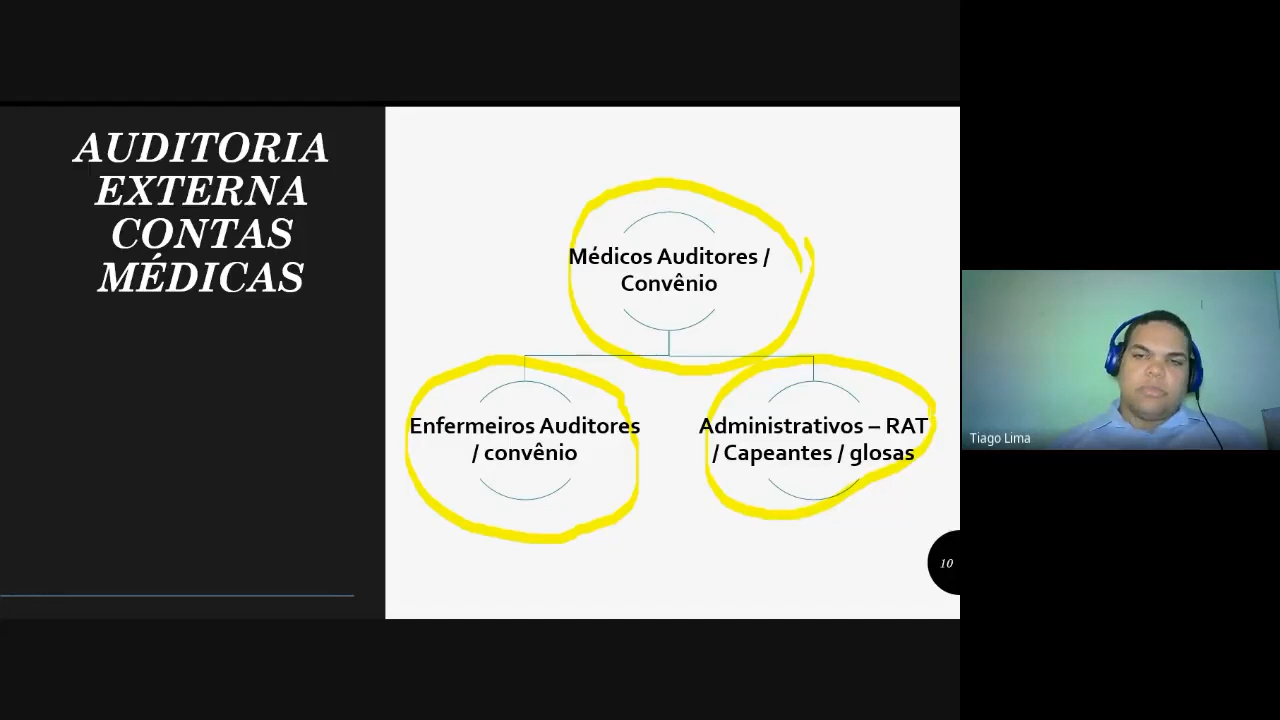 AUDITORIA
EXTERNA
CONTAS
MÉDICAS
Médicos Auditores /
Convênio
Enfermeiros Auditores
/ convênio
Administrativos – RAT
/ Capeantes / glosas
10
Tiago Lima